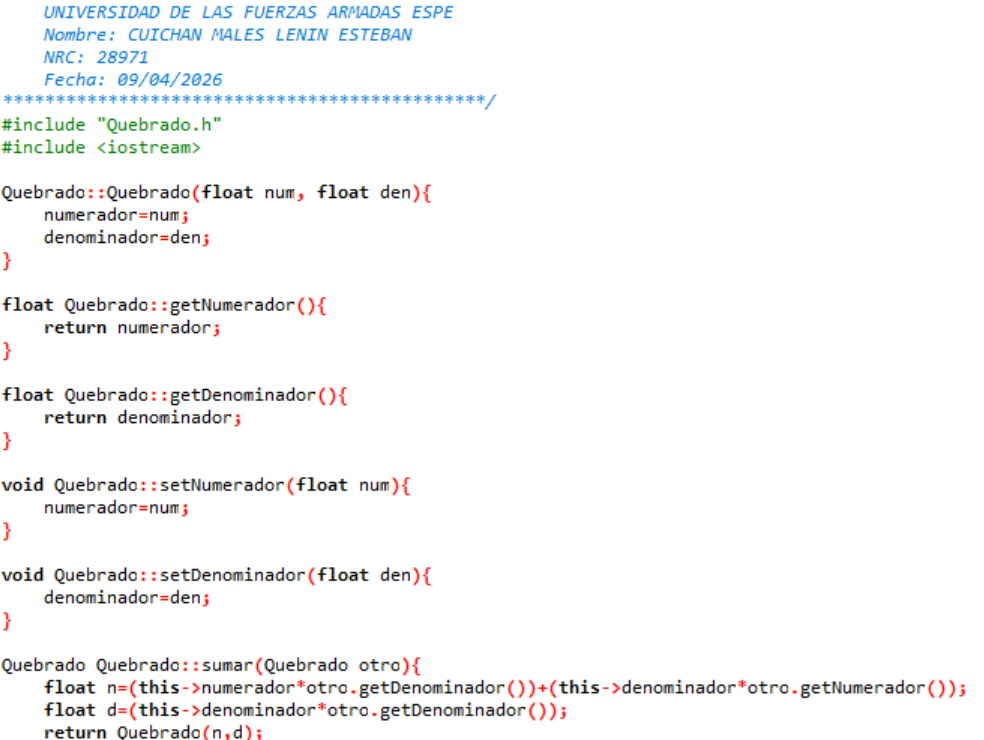 UNIVERSIDAD DE LAS FUERZAS ARMADAS ESPE
Nombre: CUICHAN MALES LENIN ESTEBAN
NRC: 28971
Fecha: 09/04/2026
**********************************************/
#include "Quebrado.h"
#include <iostream>
Quebrado::Quebrado(float num, float den){
numerador=num;
denominador=den;
}
float Quebrado::getNumerador(){
return numerador;
}
float Quebrado::getDenominador(){
return denominador;
}
void Quebrado::setNumerador(float num){
numerador=num;
}
void Quebrado::setDenominador(float den){
denominador=den;
}
Quebrado Quebrado::sumar(Quebrado otro){
float n=(this->numerador*otro.getDenominador())+(this->denominador*otro.getNumerador());
float d=(this->denominador*otro.getDenominador());
return Quebrado(n,d);